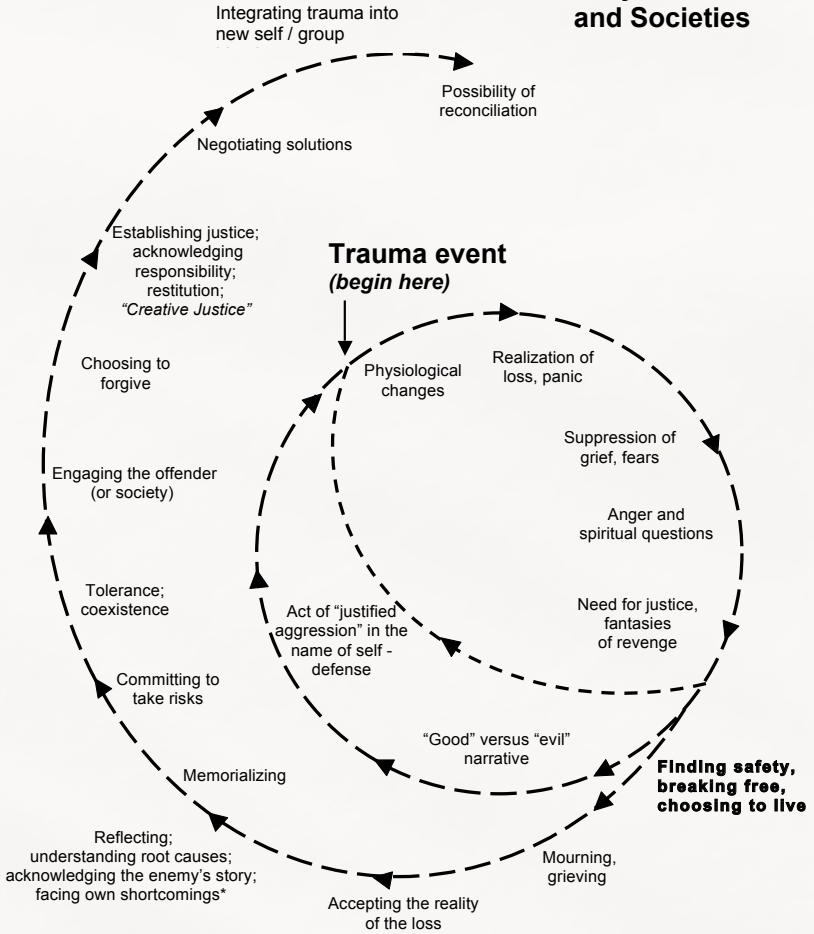 and Societies
Integrating trauma into
new self / group
Possibility of
reconciliation
Negotiating solutions
Establishing justice;
acknowledging
responsibility;
restitution;
“Creative Justice”
Choosing to
forgive
Engaging the offender
(or society)
Tolerance;
coexistence
Committing to
take risks
Memorializing
Reflecting;
understanding root causes;
acknowledging the enemy’s story;
facing own shortcomings*
Accepting the reality
of the loss
Mourning,
grieving
Finding safety,
breaking free,
choosing to live
Trauma event
(begin here)
Physiological
changes
Realization of
loss, panic
Suppression of
grief, fears
Anger and
spiritual questions
Need for justice,
fantasies
of revenge
“Good” versus “evil”
narrative
Act of “justified
aggression” in the
name of self -
defense